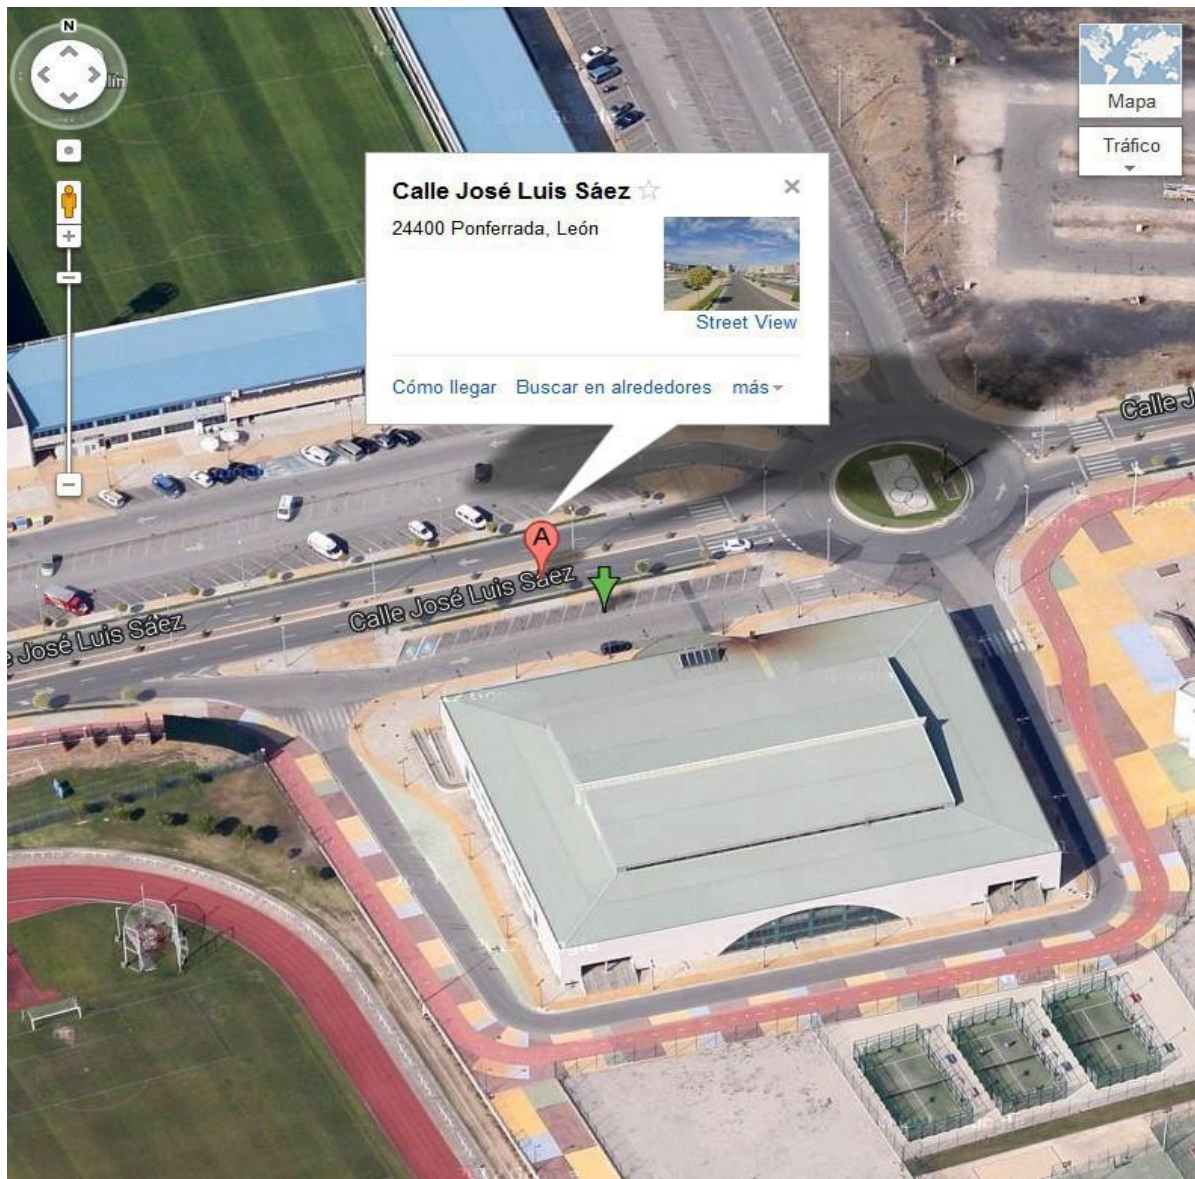 N
lín
Mapa
Tráfico
Calle José Luis Sáez
24400 Ponferrada, León
Street View
Cómo llegar Buscar en alrededores más
Calle J
A
Calle José Luis Sáez
José Luis Sáez